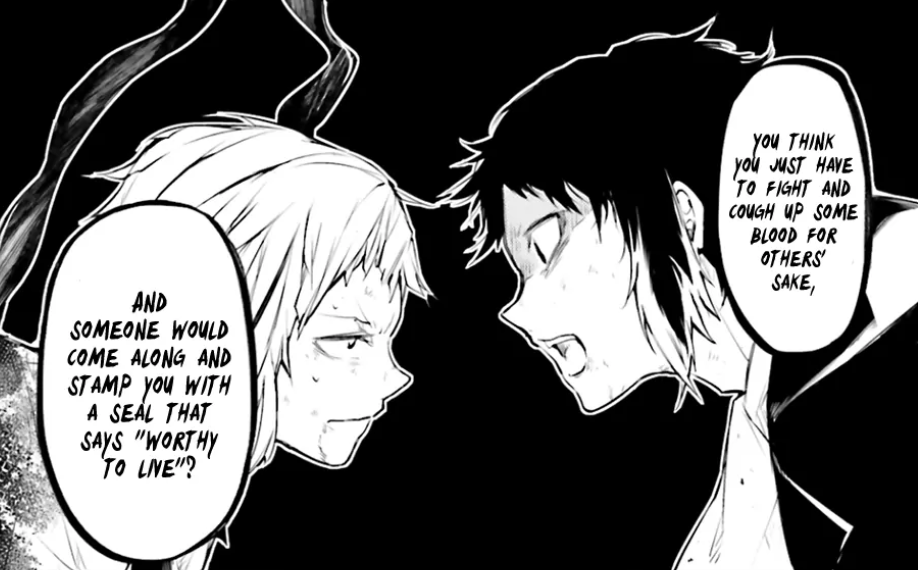 YOU THINK
YOU JUST HAVE
TO FIGHT AND
COUGH UP SOME
BLOOD FOR
OTHERS'
SAKE,
AND
SOMEONE WOULD
COME ALONG AND
STAMP YOU WITH
A SEAL THAT
SAYS "WORTHY
TO LIVE"?